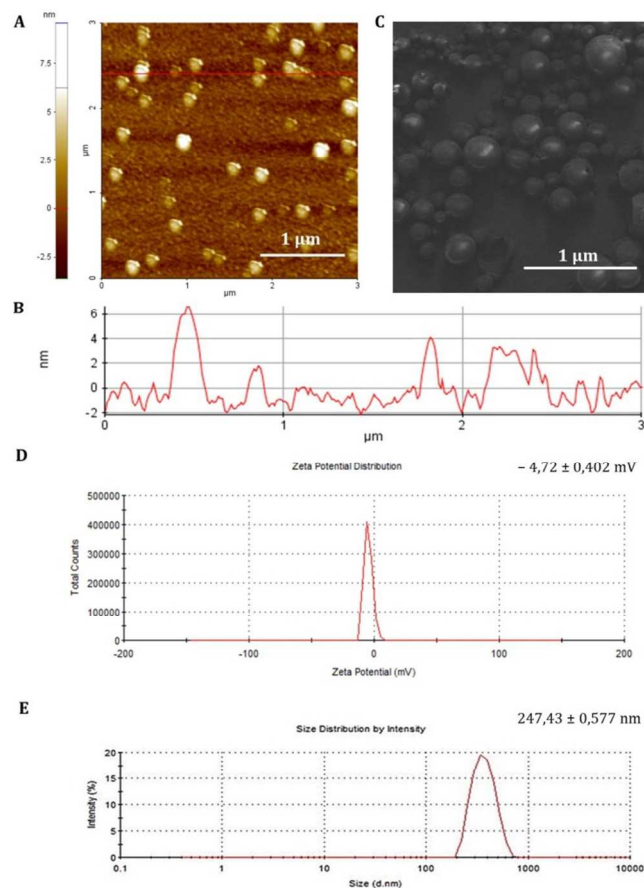 A
nm
7.5
5.0
2.5
0
-2.5
3
2
µm
1
0
1 µm
0
1
2
3
µm
C
1 µm
B
6
4
nm
2
0
-2
0
1
2
3
µm
D
Zeta Potential Distribution
– 4,72 ± 0,402 mV
500000
400000
Total Counts
300000
200000
100000
0
-200
-100
0
100
200
Zeta Potential (mV)
E
247,43 ± 0,577 nm
Size Distribution by Intensity
20
15
Intensity (%)
10
5
0
0.1
1
10
100
1000
10000
Size (d.nm)